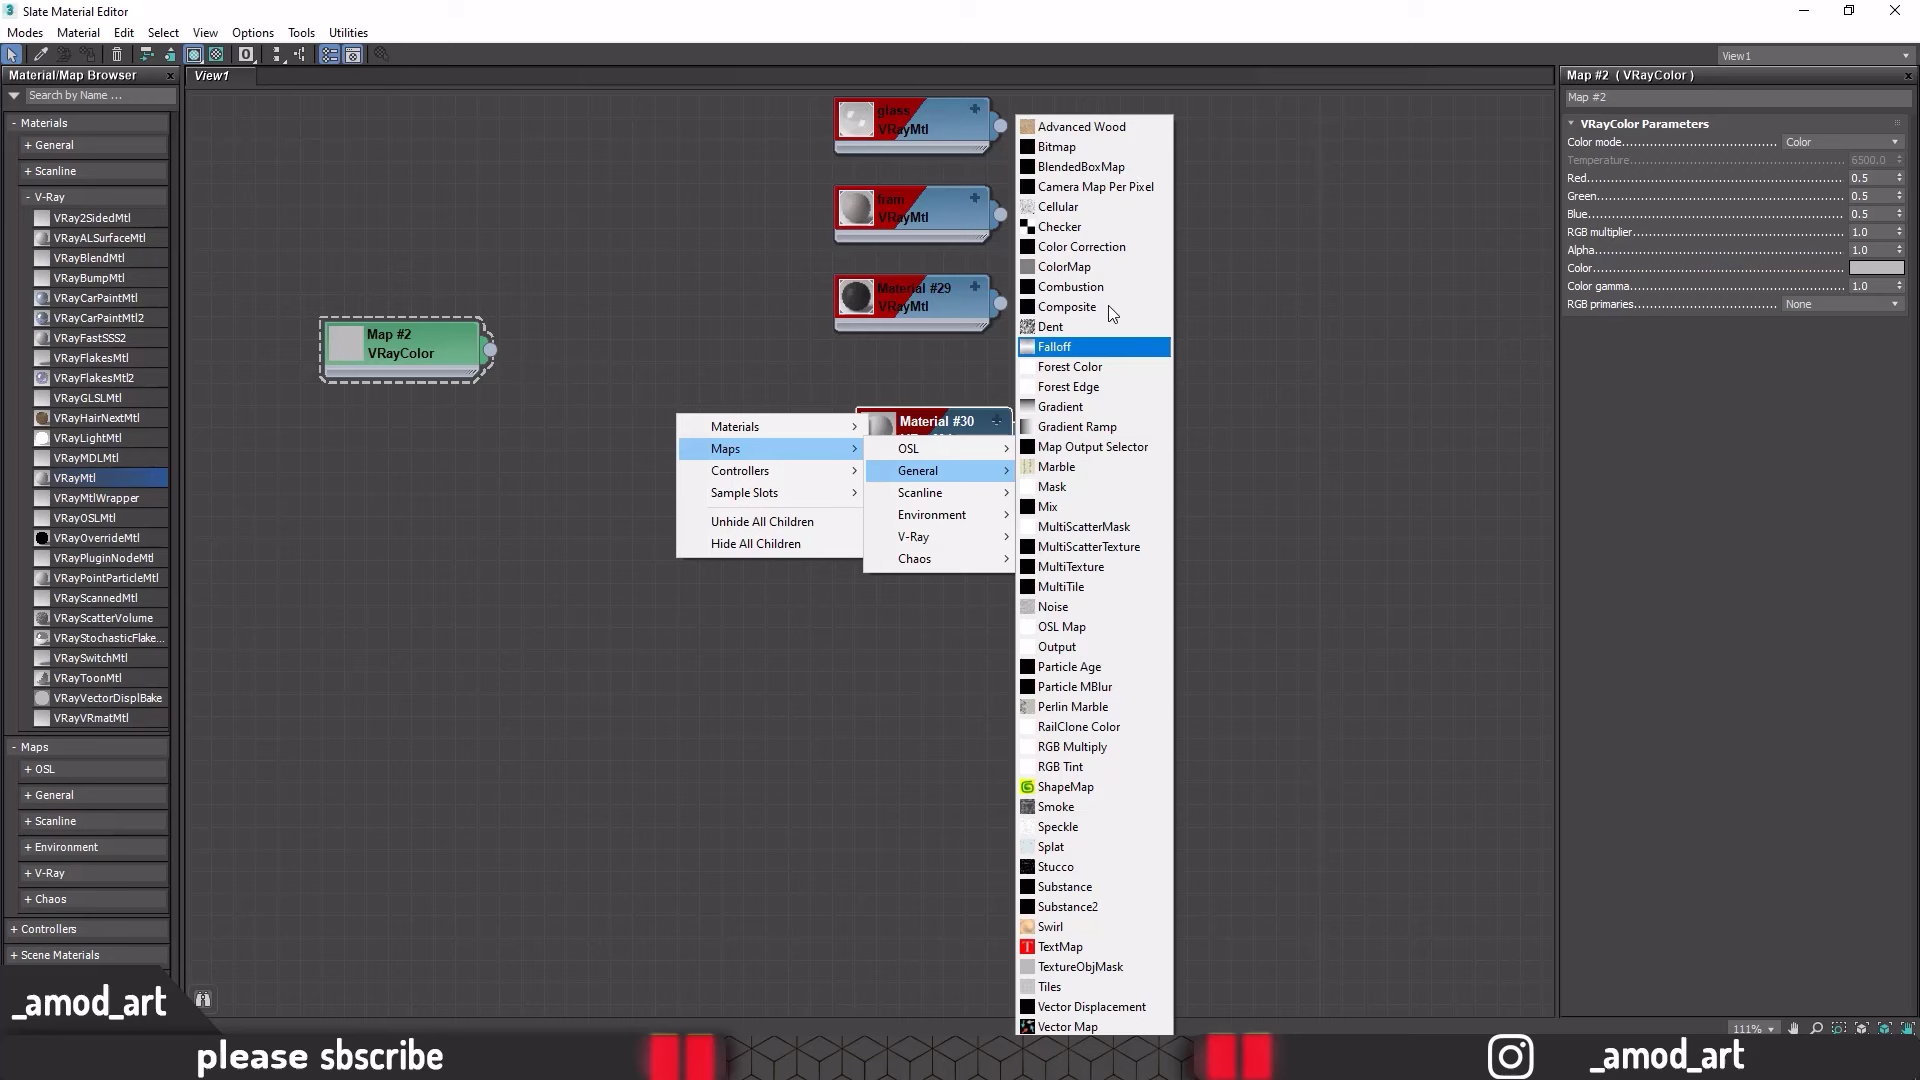 Slate Material Editor
Modes Material Edit Select View Options Tools Utilities
View1
Material/Map Browser
Search by Name ...
- Materials
+ General
+ Scanline
- V-Ray
VRay2SidedMtl
VRayALSurfaceMtl
VRayBlendMtl
VRayBumpMtl
VRayCarPaintMtl
VRayCarPaintMtl2
VRayFastSSS2
VRayFlakesMtl
VRayFlakesMtl2
VRayGLSLMtl
VRayHairNextMtl
VRayLightMtl
VRayMDLMtl
VRayMtl
VRayMtlWrapper
VRayOSLMtl
VRayOverrideMtl
VRayPluginNodeMtl
VRayPointParticleMtl
VRayScannedMtl
VRayScatterVolume
VRayStochasticFlake...
VRaySwitchMtl
VRayToonMtl
VRayVectorDisplBake
VRayVRmatMtl
- Maps
+ OSL
+ General
+ Scanline
+ Environment
+ V-Ray
+ Chaos
+ Controllers
+ Scene Materials
View1
glass
VRayMtl
fram
VRayMtl
Material #29
VRayMtl
Map #2
VRayColor
Material #30
Materials
Maps
Controllers
Sample Slots
Unhide All Children
Hide All Children
OSL
General
Scanline
Environment
V-Ray
Chaos
Advanced Wood
Bitmap
BlendedBoxMap
Camera Map Per Pixel
Cellular
Checker
Color Correction
ColorMap
Combustion
Composite
Dent
Falloff
Forest Color
Forest Edge
Gradient
Gradient Ramp
Map Output Selector
Marble
Mask
Mix
MultiScatterMask
MultiScatterTexture
MultiTexture
MultiTile
Noise
OSL Map
Output
Particle Age
Particle MBlur
Perlin Marble
RailClone Color
RGB Multiply
RGB Tint
ShapeMap
Smoke
Speckle
Splat
Stucco
Substance
Substance2
Swirl
TextMap
TextureObjMask
Tiles
Vector Displacement
Vector Map
Map #2 ( VRayColor )
Map #2
VRayColor Parameters
Color mode Color
Temperature 6500.0
Red 0.5
Green 0.5
Blue 0.5
RGB multiplier 1.0
Alpha 1.0
Color
Color gamma 1.0
RGB primaries None
111%
_amod_art
please sbscribe
_amod_art